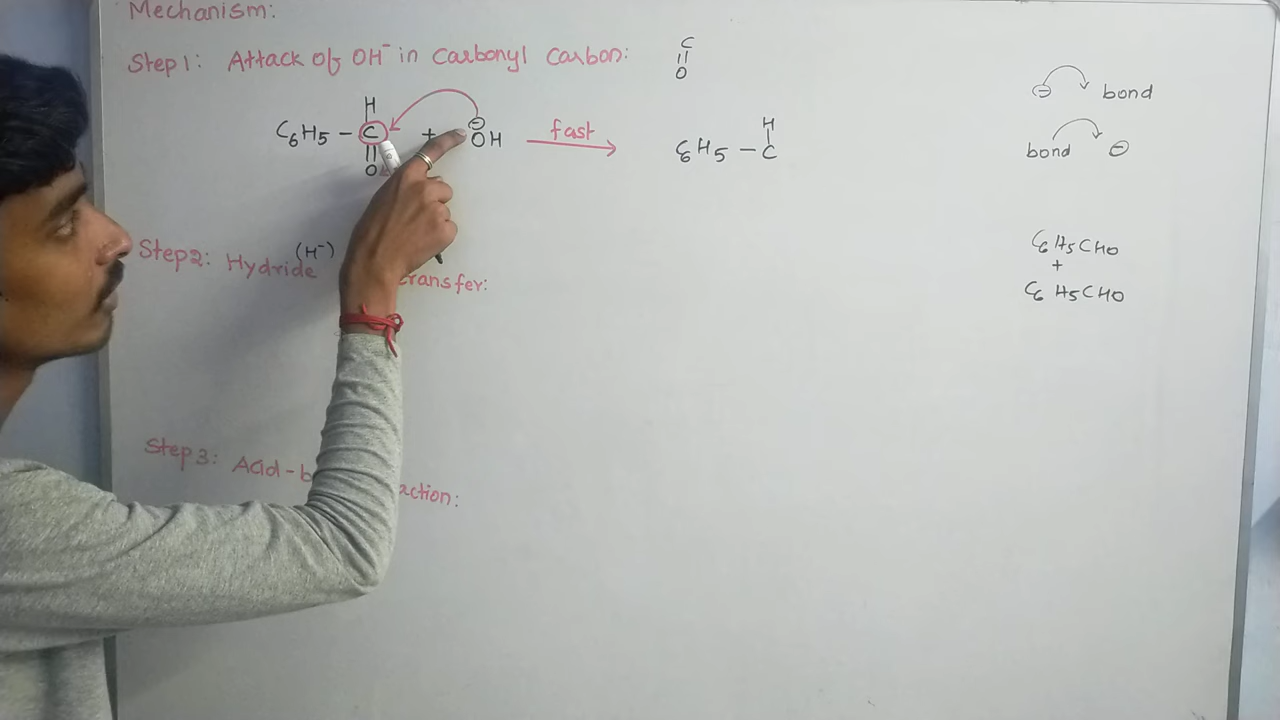 Mechanism:
Step 1: Attack of OH⁻ in Carbonyl Carbon:
C
||
O
H
|
C₆H₅ – C + ⊖OH fast →
||
O
H
|
C₆H₅ – C
⊖ bond
bond ⊖
Step 2: Hydride (H⁻) transfer:
C₆H₅CHO
+
C₆H₅CHO
Step 3: Acid-b action: